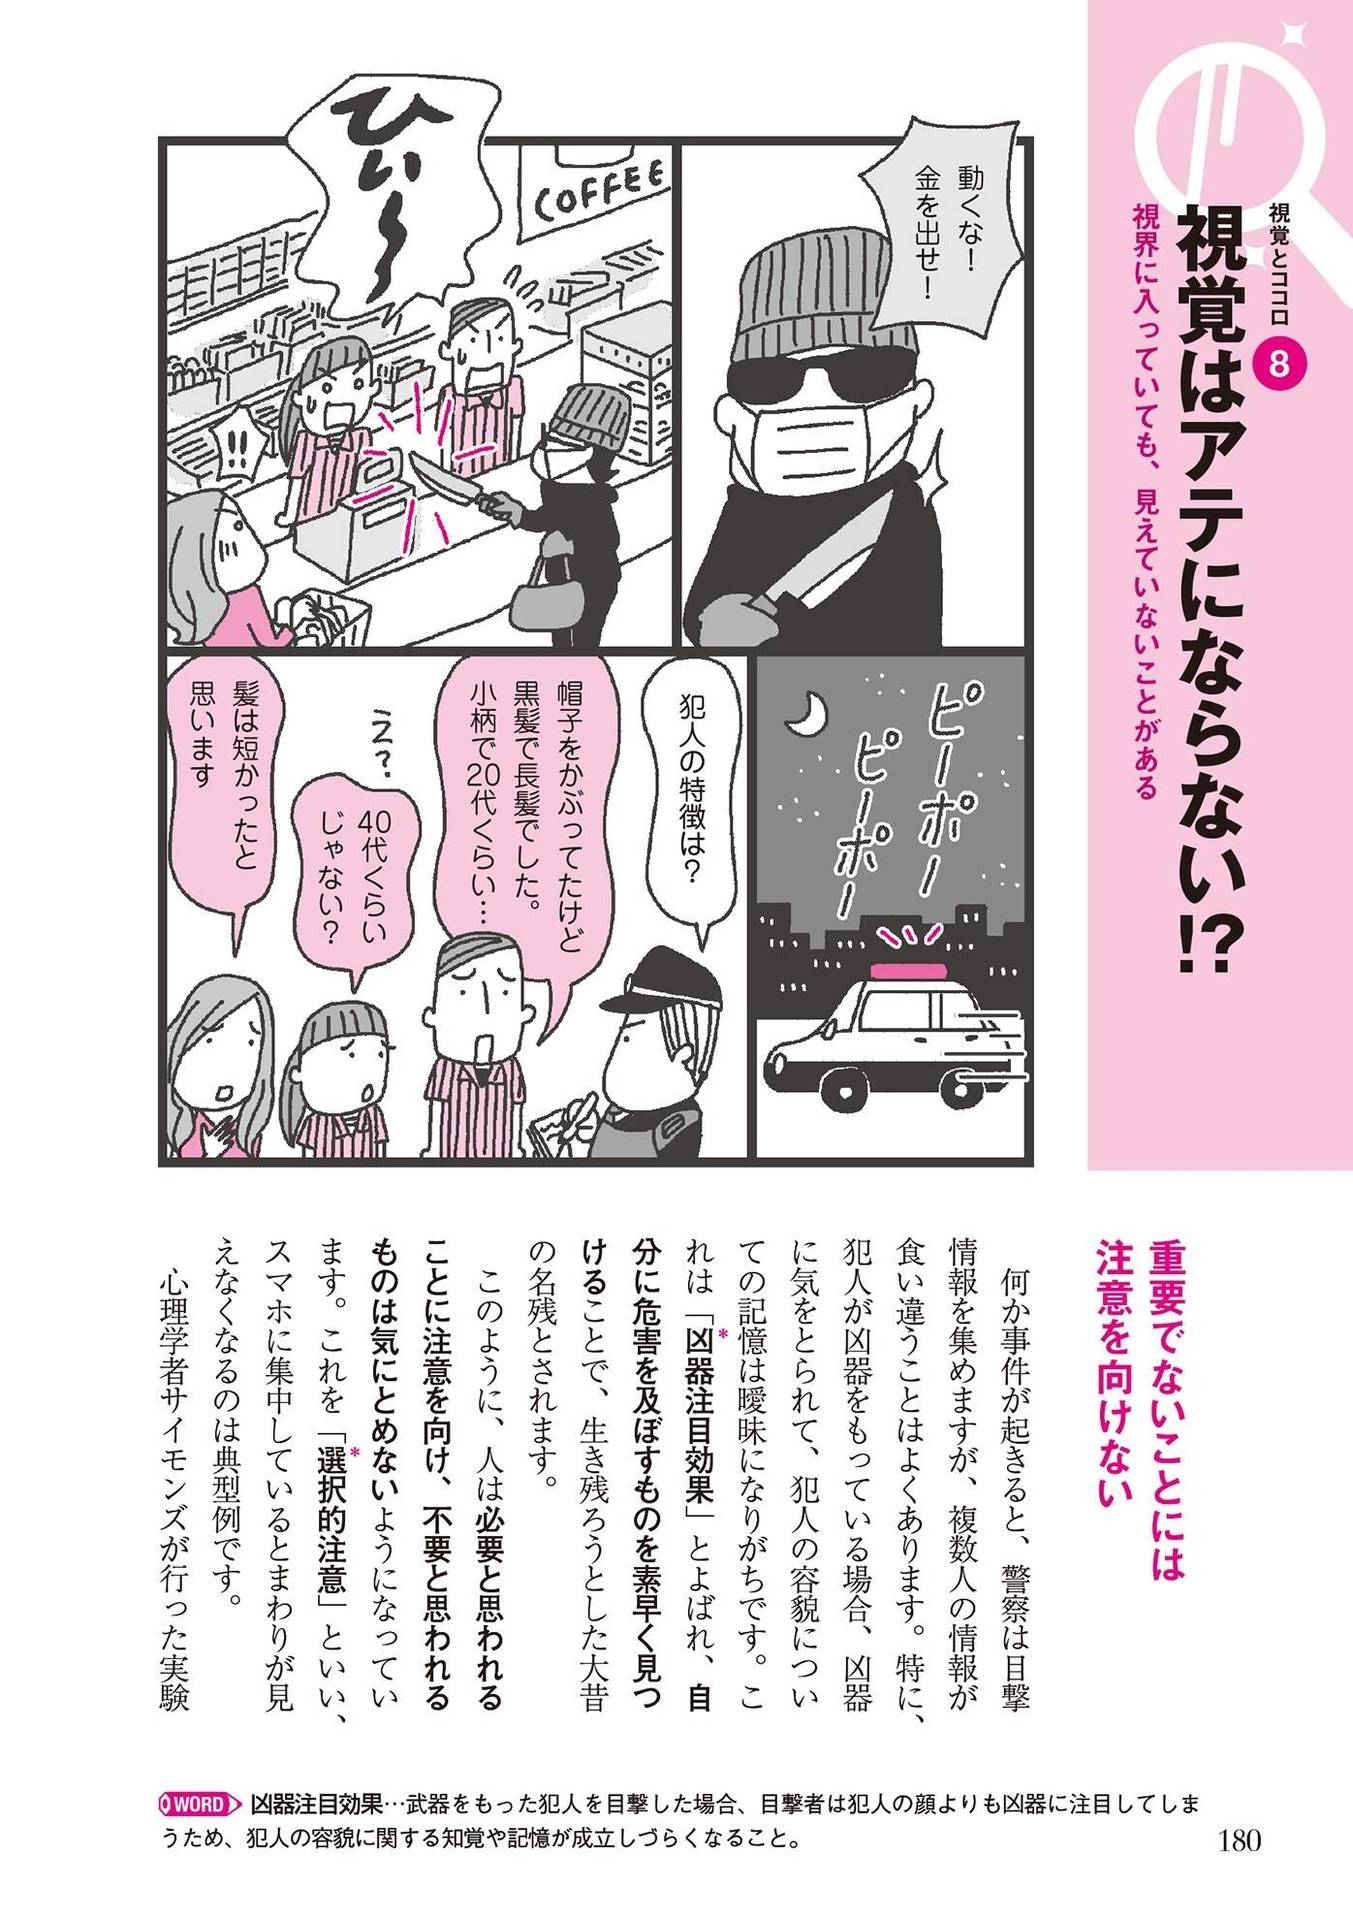 視覚とココロ
8
視覚はアテにならない!?
視界に入っていても、見えていないことがある
動くな!
金を出せ!
COFFEE
ひい〜〜
!!
ピーポー
ピーポー
犯人の特徴は?
帽子をかぶってたけど
黒髪で長髪でした。
小柄で20代くらい…
え?
40代くらい
じゃない?
髪は短かったと
思います
重要でないことには
注意を向けない
何か事件が起きると、警察は目撃
情報を集めますが、複数人の情報が
食い違うことはよくあります。特に、
犯人が凶器をもっている場合、凶器
に気をとられて、犯人の容貌につい
ての記憶は曖昧になりがちです。こ
れは「凶器注目効果*」とよばれ、自
分に危害を及ぼすものを素早く見つ
けることで、生き残ろうとした大昔
の名残とされます。
このように、人は必要と思われる
ことに注意を向け、不要と思われる
ものは気にとめないようになってい
ます。これを「選択的注意*」といい、
スマホに集中しているとまわりが見
えなくなるのは典型例です。
心理学者サイモンズが行った実験
WORD 凶器注目効果…武器をもった犯人を目撃した場合、目撃者は犯人の顔よりも凶器に注目してしま
うため、犯人の容貌に関する知覚や記憶が成立しづらくなること。
180